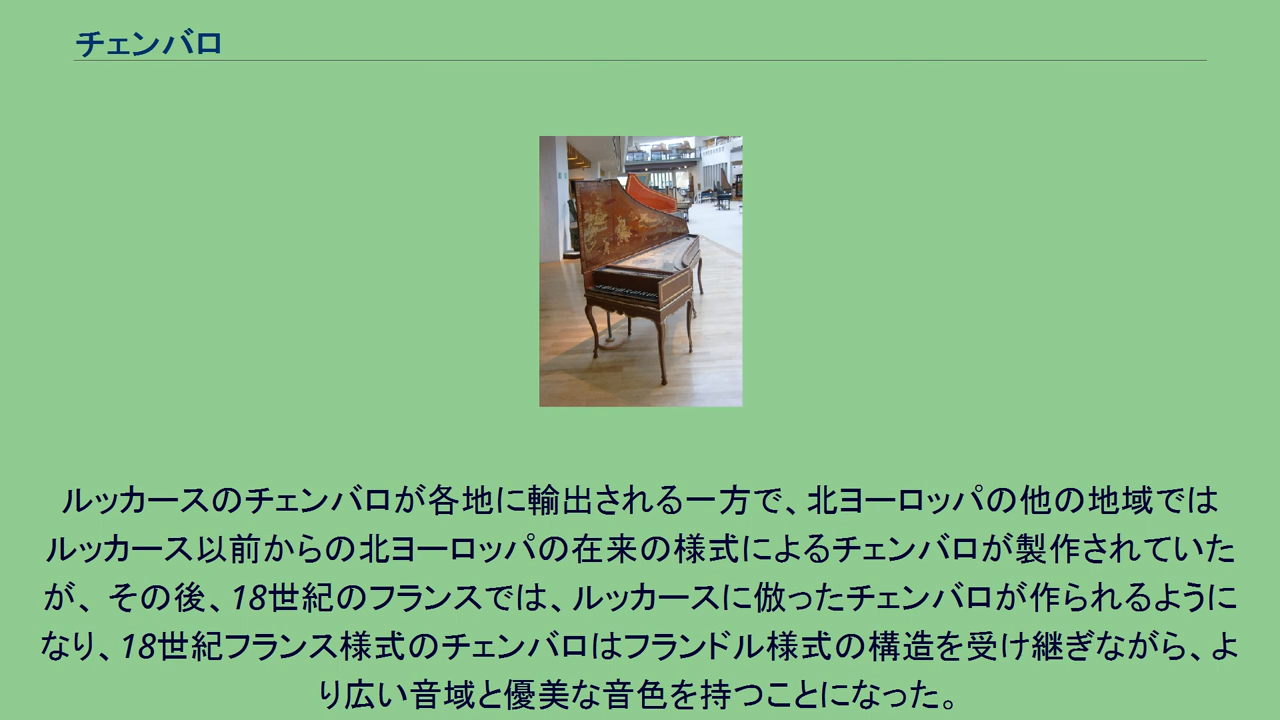 チェンバロ
ルッカースのチェンバロが各地に輸出される一方で、北ヨーロッパの他の地域では
ルッカース以前からの北ヨーロッパの在来の様式によるチェンバロが製作されていた
が、その後、18世紀のフランスでは、ルッカースに倣ったチェンバロが作られるように
なり、18世紀フランス様式のチェンバロはフランドル様式の構造を受け継ぎながら、よ
り広い音域と優美な音色を持つことになった。